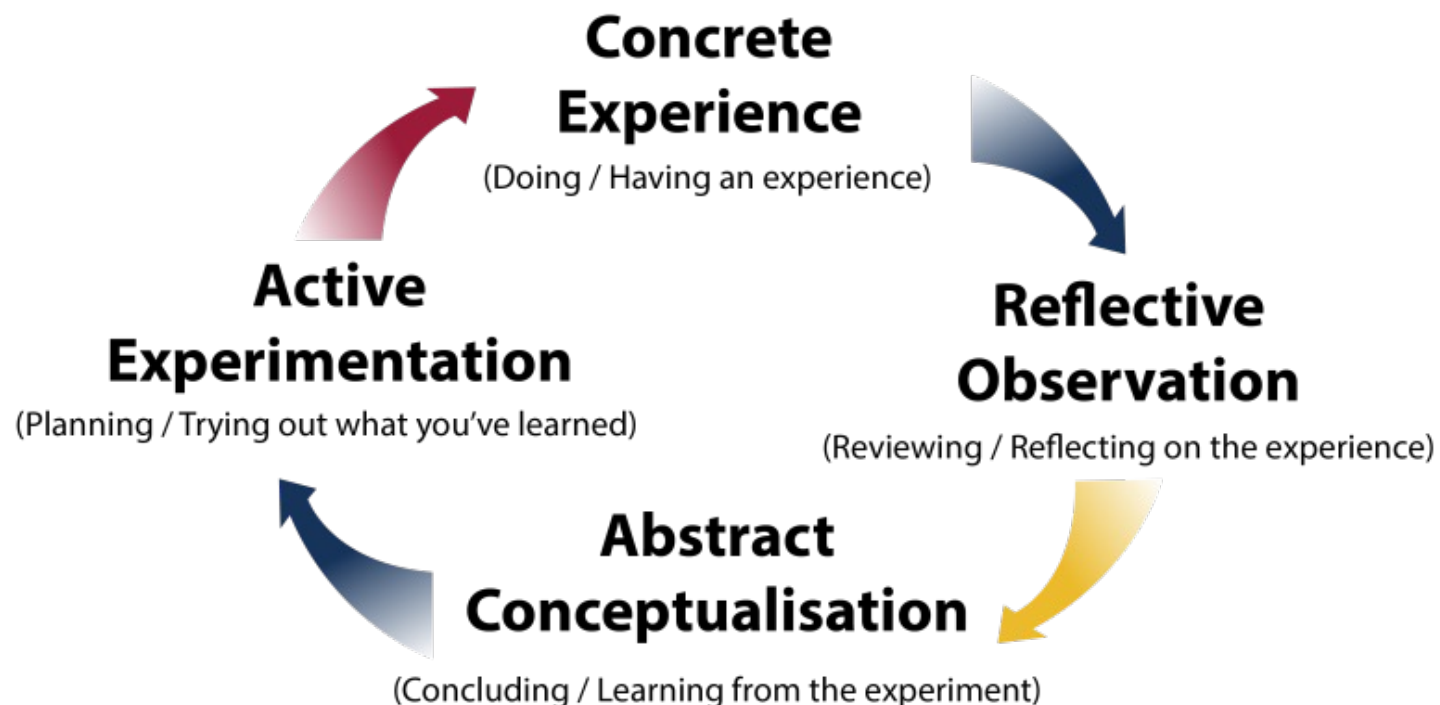 Concrete
Experience
(Doing / Having an experience)
Reflective
Observation
(Reviewing / Reflecting on the experience)
Abstract
Conceptualisation
(Concluding / Learning from the experiment)
Active
Experimentation
(Planning / Trying out what you’ve learned)